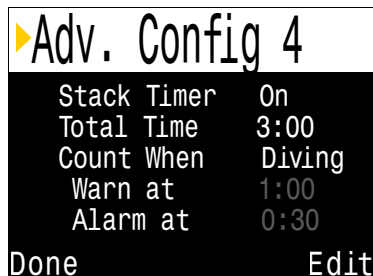 Adv. Config 4
Stack Timer On
Total Time 3:00
Count When Diving
Warn at 1:00
Alarm at 0:30
Done Edit